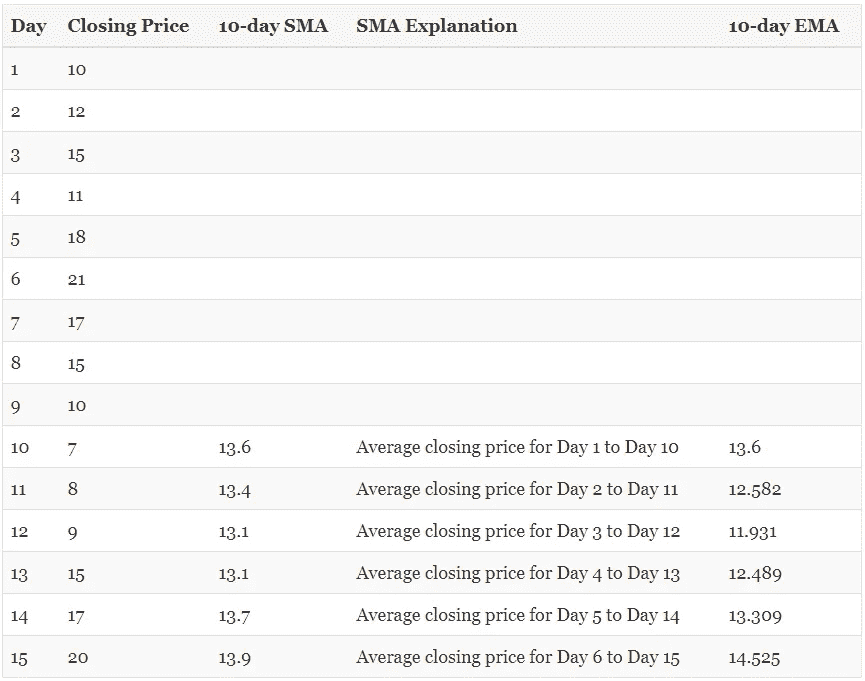 Day Closing Price 10-day SMA SMA Explanation 10-day EMA
1 10
2 12
3 15
4 11
5 18
6 21
7 17
8 15
9 10
10 7 13.6 Average closing price for Day 1 to Day 10 13.6
11 8 13.4 Average closing price for Day 2 to Day 11 12.582
12 9 13.1 Average closing price for Day 3 to Day 12 11.931
13 15 13.1 Average closing price for Day 4 to Day 13 12.489
14 17 13.7 Average closing price for Day 5 to Day 14 13.309
15 20 13.9 Average closing price for Day 6 to Day 15 14.525